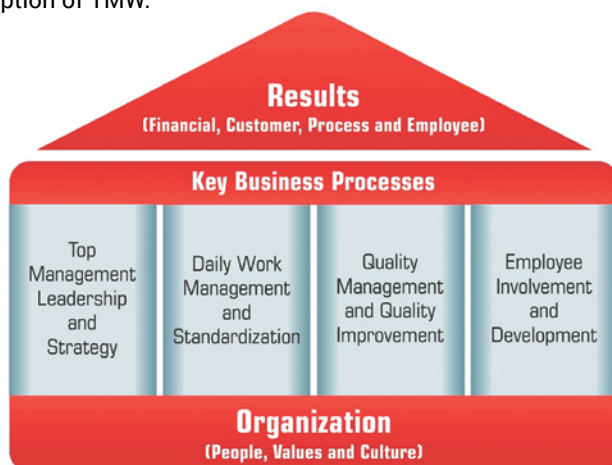 of TMW.
Results
(Financial, Customer, Process and Employee)
Key Business Processes
Top
Management
Leadership
and
Strategy
Daily Work
Management
and
Standardization
Quality
Management
and Quality
Improvement
Employee
Involvement
and
Development
Organization
(People, Values and Culture)